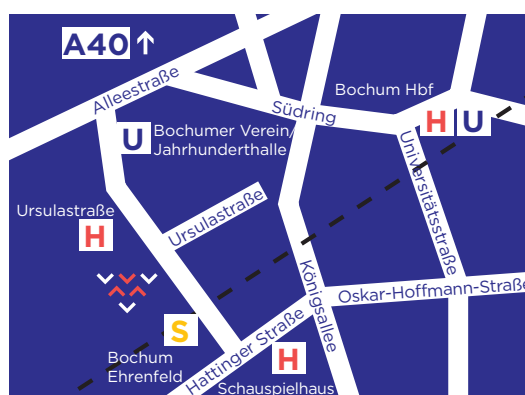 A40 ↑
Alleestraße
Bochum Hbf
Südring
H U
U Bochumer Verein/
Jahrhunderthalle
Universitätsstraße
Ursulastraße
Ursulastraße
H
Königsallee
Oskar-Hoffmann-Straße
S
Bochum
Ehrenfeld
Hattinger Straße
H
Schauspielhaus